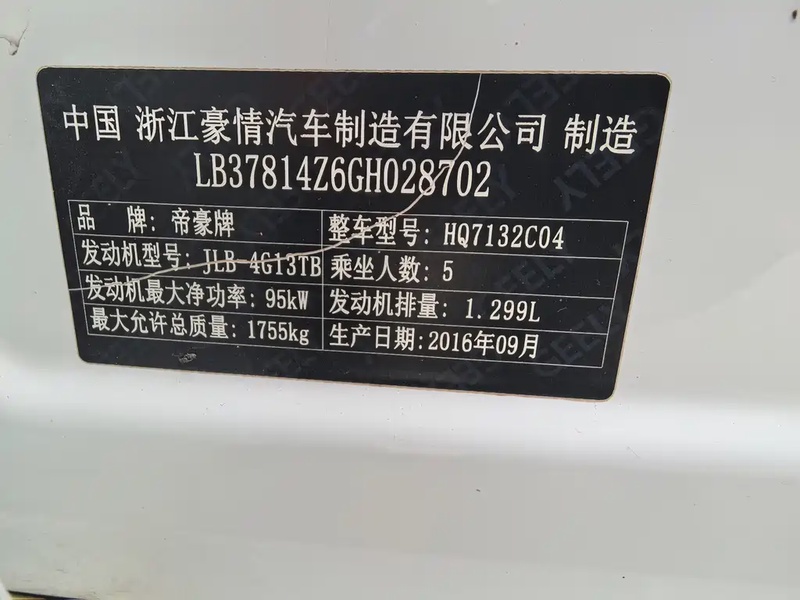 中国 浙江豪情汽车制造有限公司 制造
LB37814Z6GH028702
品 牌: 帝豪牌 整车型号: HQ7132C04
发动机型号: JLB-4G13TB 乘坐人数: 5
发动机最大净功率: 95kW 发动机排量: 1.299L
最大允许总质量: 1755kg 生产日期: 2016年09月
GEELY
GEELY
GEELY